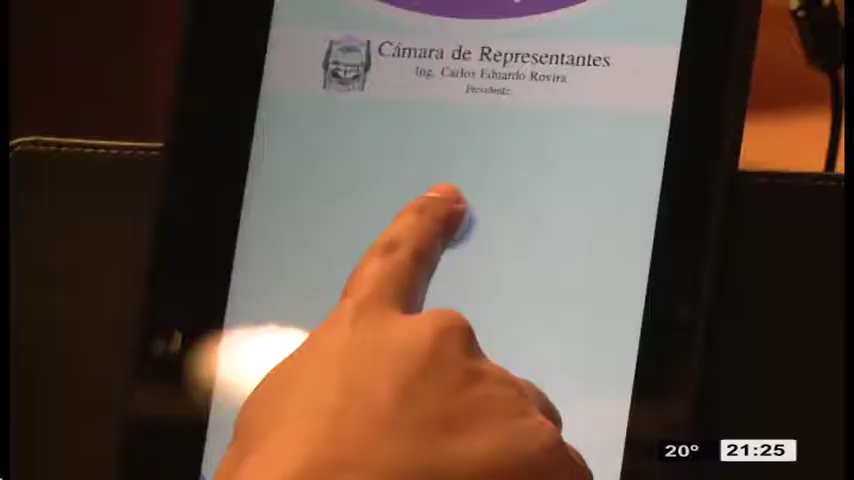 Cámara de Representantes
Ing. Carlos Eduardo Rovira
Presidente
20° 21:25